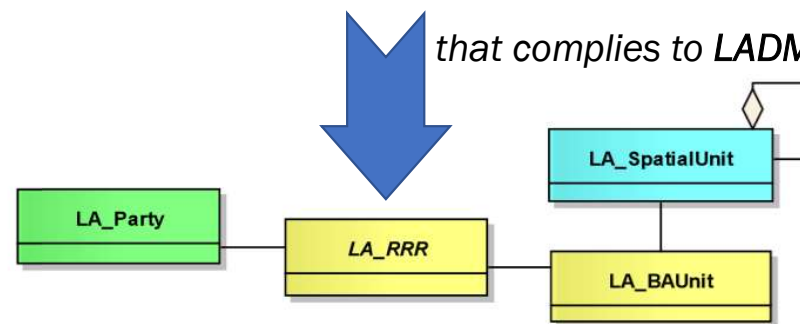 that complies to LADM
LA_SpatialUnit
LA_Party
LA_RRR
LA_BAUnit